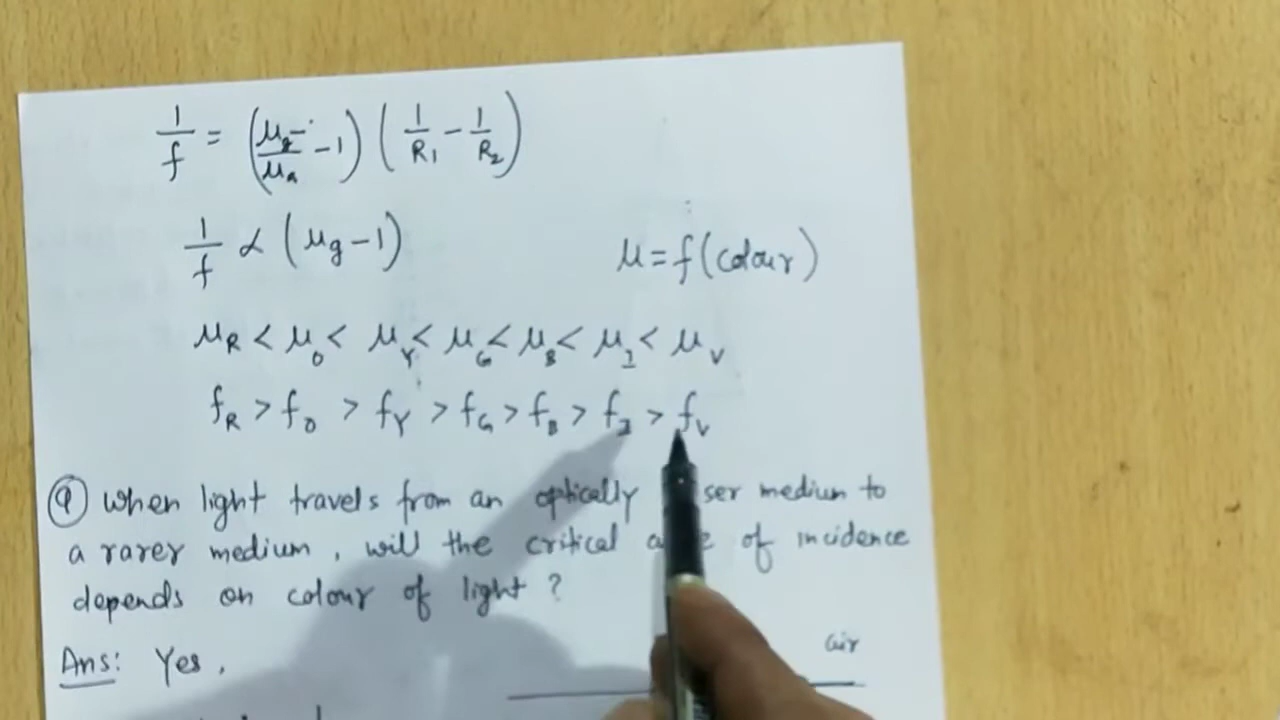 1/f = (μg/μa - 1) (1/R1 - 1/R2)
1/f ∝ (μg - 1)
μ = f(colour)
μR < μO < μY < μG < μB < μI < μV
fR > fO > fY > fG > fB > fI > fV
Q When light travels from an optically ser medium to
a rarer medium, will the critical of incidence
depends on colour of light ?
Ans: Yes,
air